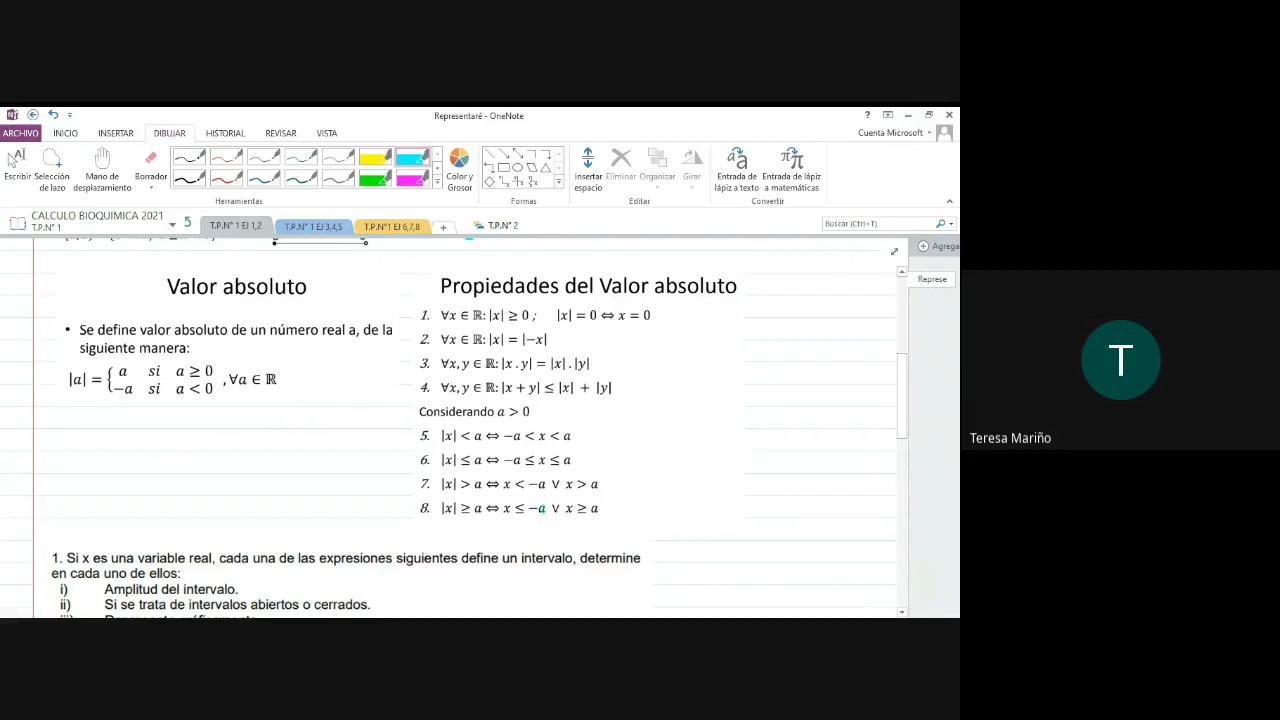 Representaré - OneNote
ARCHIVO INICIO INSERTAR DIBUJAR HISTORIAL REVISAR VISTA Cuenta Microsoft
Escribir Selección de lazo Mano de desplazamiento Borrador Color y Grosor Insertar espacio Eliminar Organizar Girar Entrada de lápiz a texto Entrada de lápiz a matemáticas
Herramientas Formas Editar Convertir
CALCULO BIOQUIMICA 2021
T.P.N° 1
T.P.N° 1 EJ 1,2 T.P.N° 1 EJ 3,4,5 T.P.N°1 EJ 6,7,8 + T.P.N° 2 Buscar (Ctrl+T)
Agrega
Represe
Valor absoluto
• Se define valor absoluto de un número real a, de la
siguiente manera:
|a| = { a si a ≥ 0
−a si a < 0 , ∀a ∈ ℝ
Propiedades del Valor absoluto
1. ∀x ∈ ℝ: |x| ≥ 0 ; |x| = 0 ⇔ x = 0
2. ∀x ∈ ℝ: |x| = |−x|
3. ∀x, y ∈ ℝ: |x . y| = |x| . |y|
4. ∀x, y ∈ ℝ: |x + y| ≤ |x| + |y|
Considerando a > 0
5. |x| < a ⇔ −a < x < a
6. |x| ≤ a ⇔ −a ≤ x ≤ a
7. |x| > a ⇔ x < −a ∨ x > a
8. |x| ≥ a ⇔ x ≤ −a ∨ x ≥ a
1. Si x es una variable real, cada una de las expresiones siguientes define un intervalo, determine
en cada uno de ellos:
i) Amplitud del intervalo.
ii) Si se trata de intervalos abiertos o cerrados.
T
Teresa Mariño